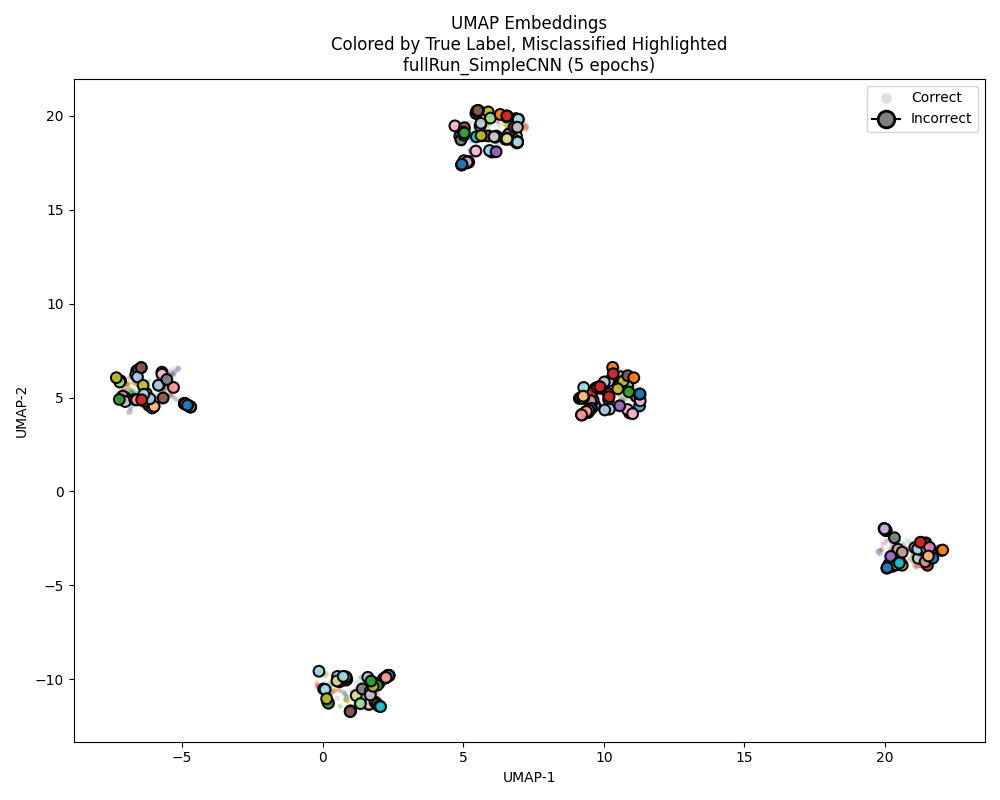 UMAP Embeddings
Colored by True Label, Misclassified Highlighted
fullRun_SimpleCNN (5 epochs)
Correct
Incorrect
20
15
10
5
0
−5
−10
UMAP-2
−5
0
5
10
15
20
UMAP-1